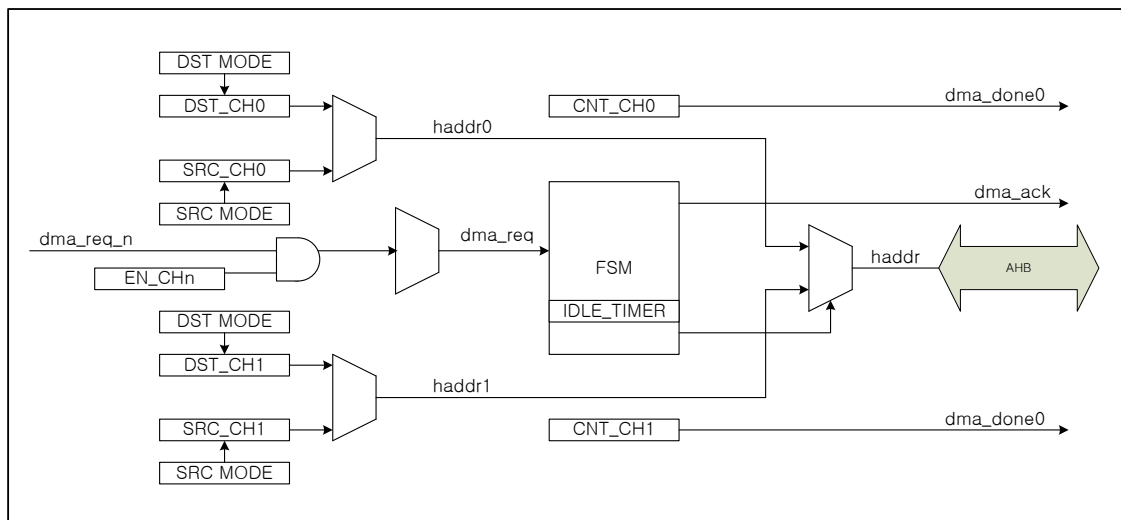 DST MODE
DST_CH0
CNT_CH0
dma_done0
haddr0
SRC_CH0
SRC MODE
dma_ack
dma_req_n
dma_req
EN_CHn
FSM
haddr
AHB
IDLE_TIMER
DST MODE
DST_CH1
haddr1
SRC_CH1
CNT_CH1
dma_done0
SRC MODE